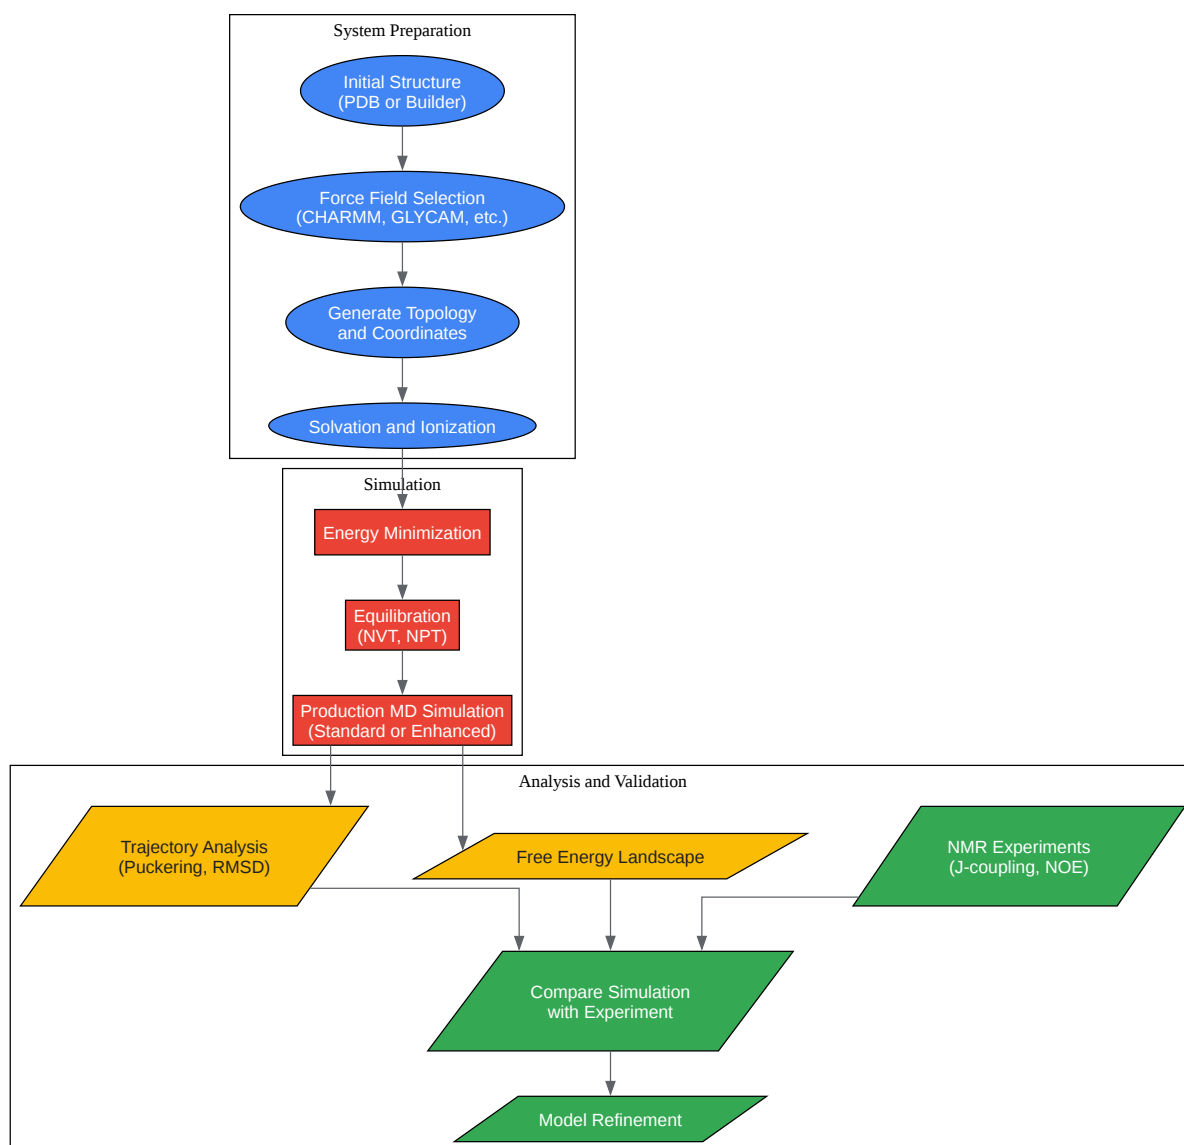 System Preparation
Initial Structure
(PDB or Builder)
Force Field Selection
(CHARMM, GLYCAM, etc.)
Generate Topology
and Coordinates
Solvation and Ionization
Simulation
Energy Minimization
Equilibration
(NVT, NPT)
Production MD Simulation
(Standard or Enhanced)
Analysis and Validation
Trajectory Analysis
(Puckering, RMSD)
Free Energy Landscape
NMR Experiments
(J-coupling, NOE)
Compare Simulation
with Experiment
Model Refinement